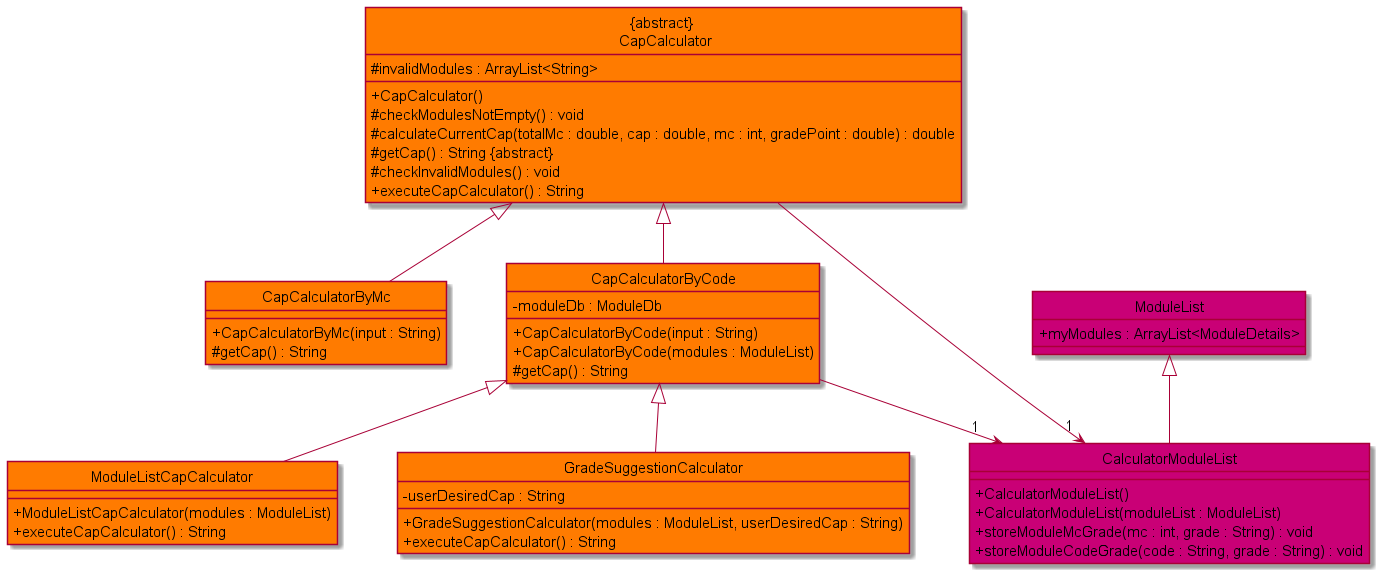 {abstract}
CapCalculator
#invalidModules : ArrayList<String>
+CapCalculator()
#checkModulesNotEmpty() : void
#calculateCurrentCap(totalMc : double, cap : double, mc : int, gradePoint : double) : double
#getCap() : String {abstract}
#checkInvalidModules() : void
+executeCapCalculator() : String
CapCalculatorByMc
+CapCalculatorByMc(input : String)
#getCap() : String
CapCalculatorByCode
-moduleDb : ModuleDb
+CapCalculatorByCode(input : String)
+CapCalculatorByCode(modules : ModuleList)
#getCap() : String
ModuleList
+myModules : ArrayList<ModuleDetails>
1
1
ModuleListCapCalculator
+ModuleListCapCalculator(modules : ModuleList)
+executeCapCalculator() : String
GradeSuggestionCalculator
-userDesiredCap : String
+GradeSuggestionCalculator(modules : ModuleList, userDesiredCap : String)
+executeCapCalculator() : String
CalculatorModuleList
+CalculatorModuleList()
+CalculatorModuleList(moduleList : ModuleList)
+storeModuleMcGrade(mc : int, grade : String) : void
+storeModuleCodeGrade(code : String, grade : String) : void